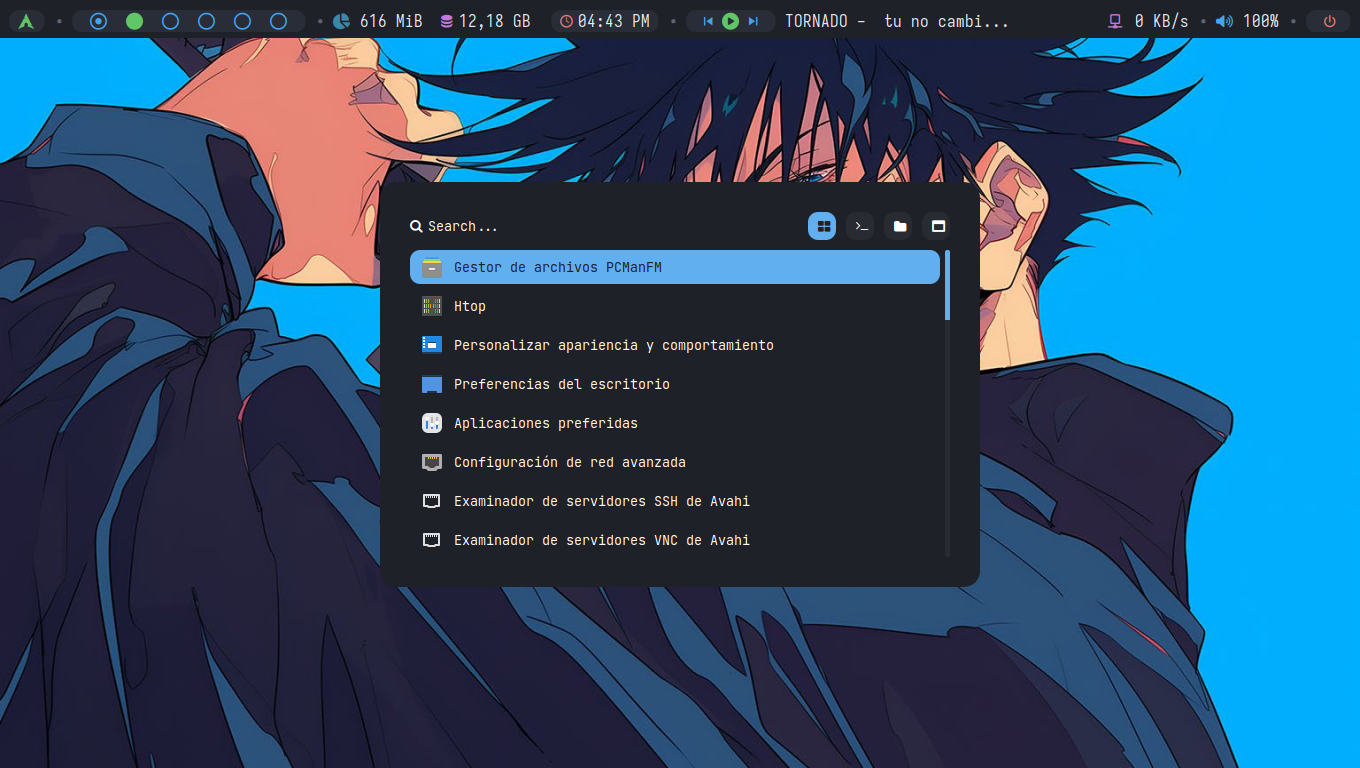 616 MiB 12,18 GB 04:43 PM TORNADO - tu no cambi... 0 KB/s 100%
Search...
Gestor de archivos PCManFM
Htop
Personalizar apariencia y comportamiento
Preferencias del escritorio
Aplicaciones preferidas
Configuración de red avanzada
Examinador de servidores SSH de Avahi
Examinador de servidores VNC de Avahi